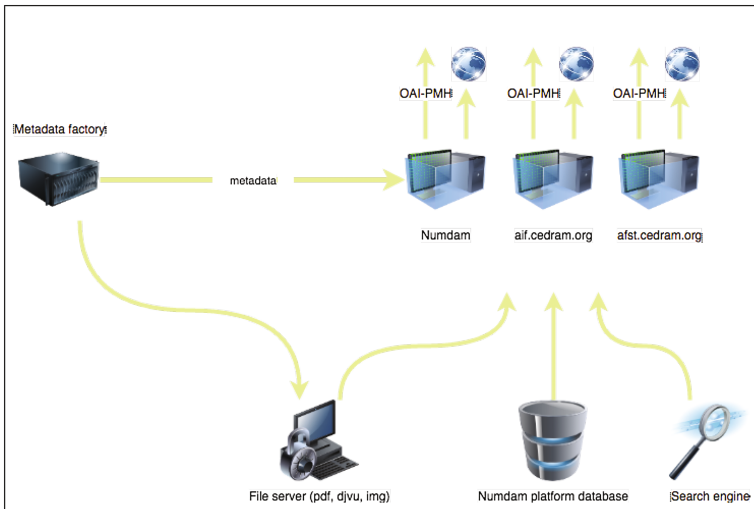 OAI-PMH
OAI-PMH
OAI-PMH
Metadata factory
metadata
Numdam
aif.cedram.org
afst.cedram.org
File server (pdf, djvu, img)
Numdam platform database
Search engine